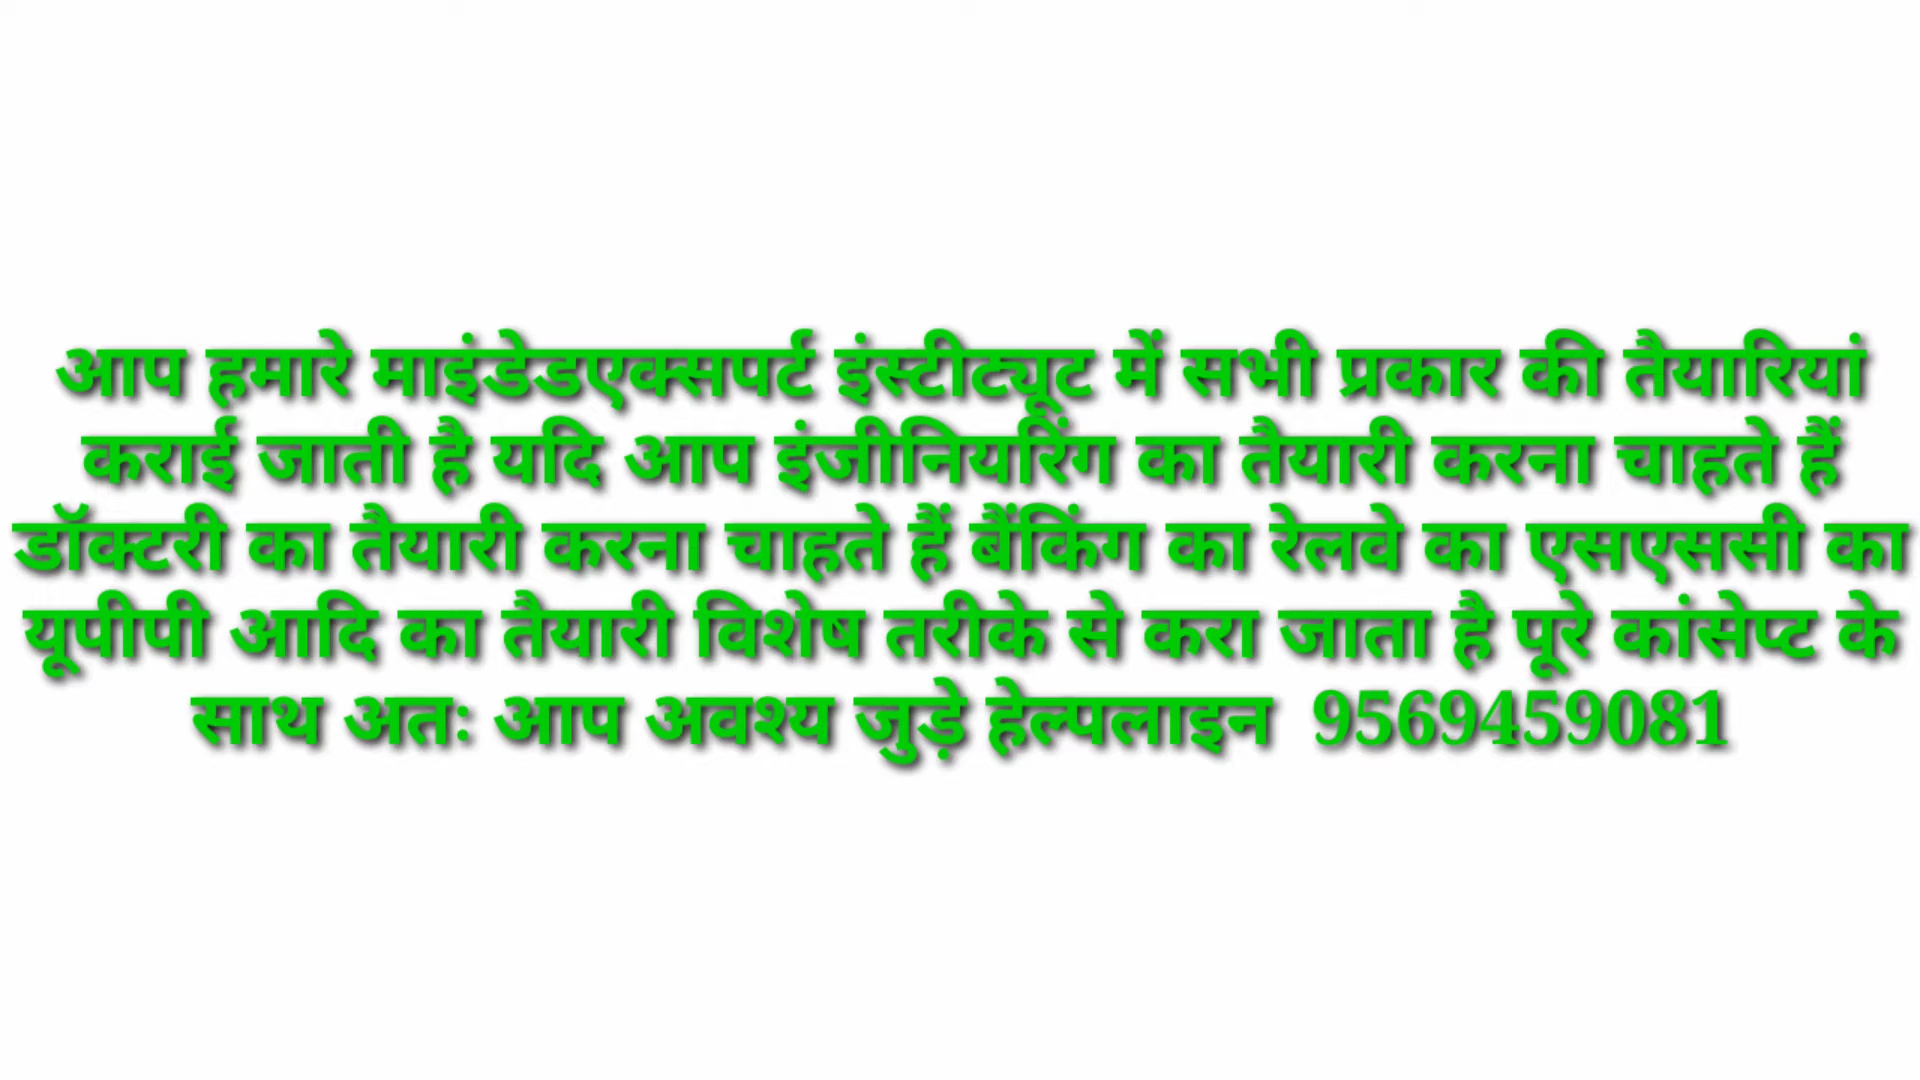 आप हमारे माइंडेडएक्सपर्ट इंस्टीट्यूट में सभी प्रकार की तैयारियां
कराई जाती है यदि आप इंजीनियरिंग का तैयारी करना चाहते हैं
डॉक्टरी का तैयारी करना चाहते हैं बैंकिंग का रेलवे का एसएससी का
यूपीपी आदि का तैयारी विशेष तरीके से करा जाता है पूरे कांसेप्ट के
साथ अतः आप अवश्य जुड़े हेल्पलाइन 9569459081